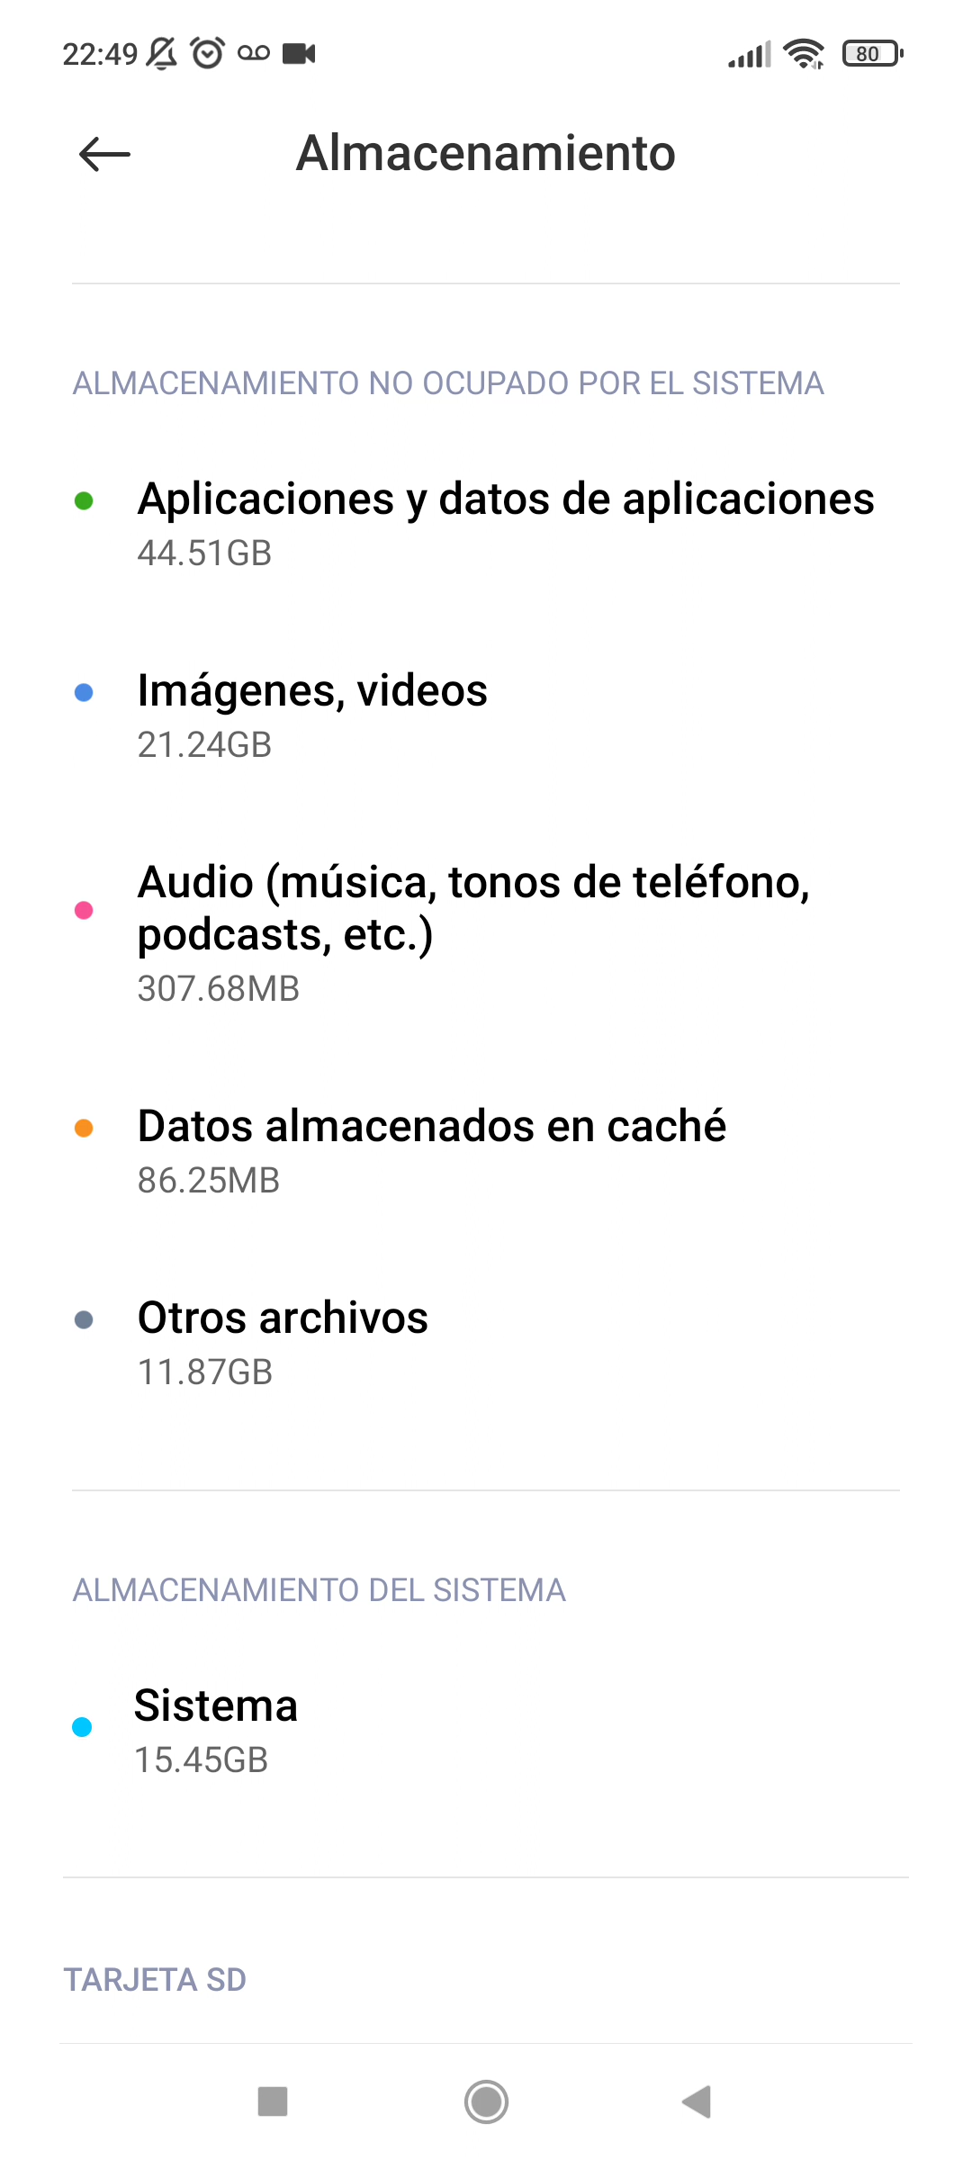 22:49
80
Almacenamiento
ALMACENAMIENTO NO OCUPADO POR EL SISTEMA
Aplicaciones y datos de aplicaciones
44.51GB
Imágenes, videos
21.24GB
Audio (música, tonos de teléfono,
podcasts, etc.)
307.68MB
Datos almacenados en caché
86.25MB
Otros archivos
11.87GB
ALMACENAMIENTO DEL SISTEMA
Sistema
15.45GB
TARJETA SD